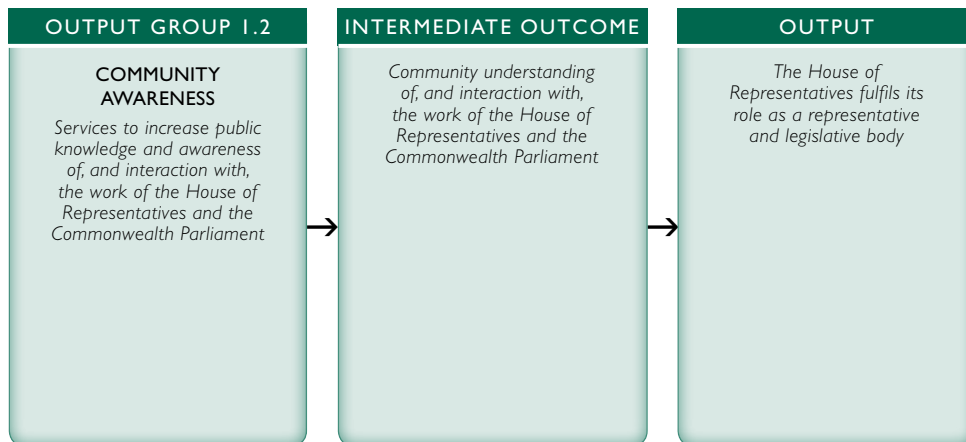 OUTPUT GROUP 1.2
COMMUNITY
AWARENESS
Services to increase public
knowledge and awareness
of, and interaction with,
the work of the House of
Representatives and the
Commonwealth Parliament
INTERMEDIATE OUTCOME
Community understanding
of, and interaction with,
the work of the House of
Representatives and the
Commonwealth Parliament
OUTPUT
The House of
Representatives fulfils its
role as a representative
and legislative body